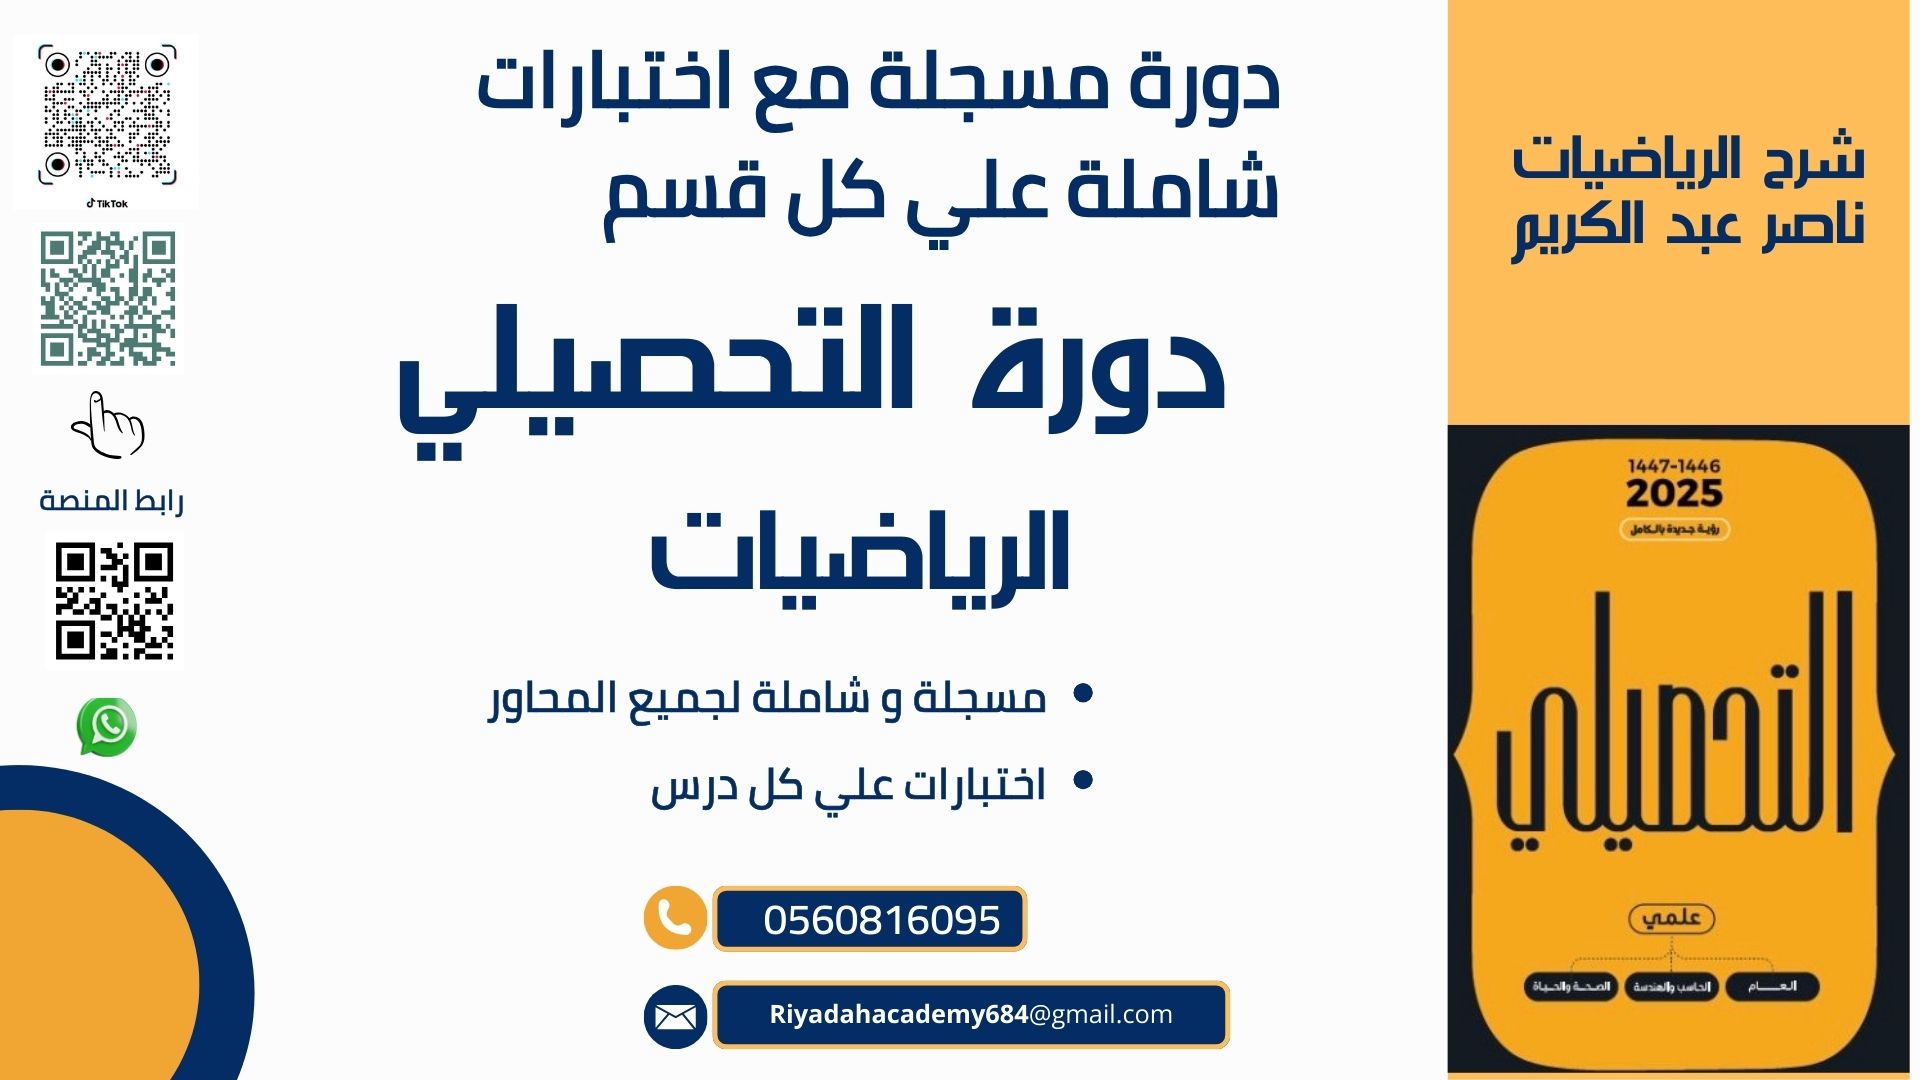 دورة مسجلة مع اختبارات
شاملة علي كل قسم
دورة التحصيلي
الرياضيات
مسجلة و شاملة لجميع المحاور
اختبارات علي كل درس
0560816095
Riyadahacademy684@gmail.com
شرح الرياضيات
ناصر عبد الكريم
1447-1446
2025
رؤية جديدة بالكامل
التحصيلي
علمي
العـــام
الحاسب والهندسة
الصحة والحياة
TikTok
رابط المنصة